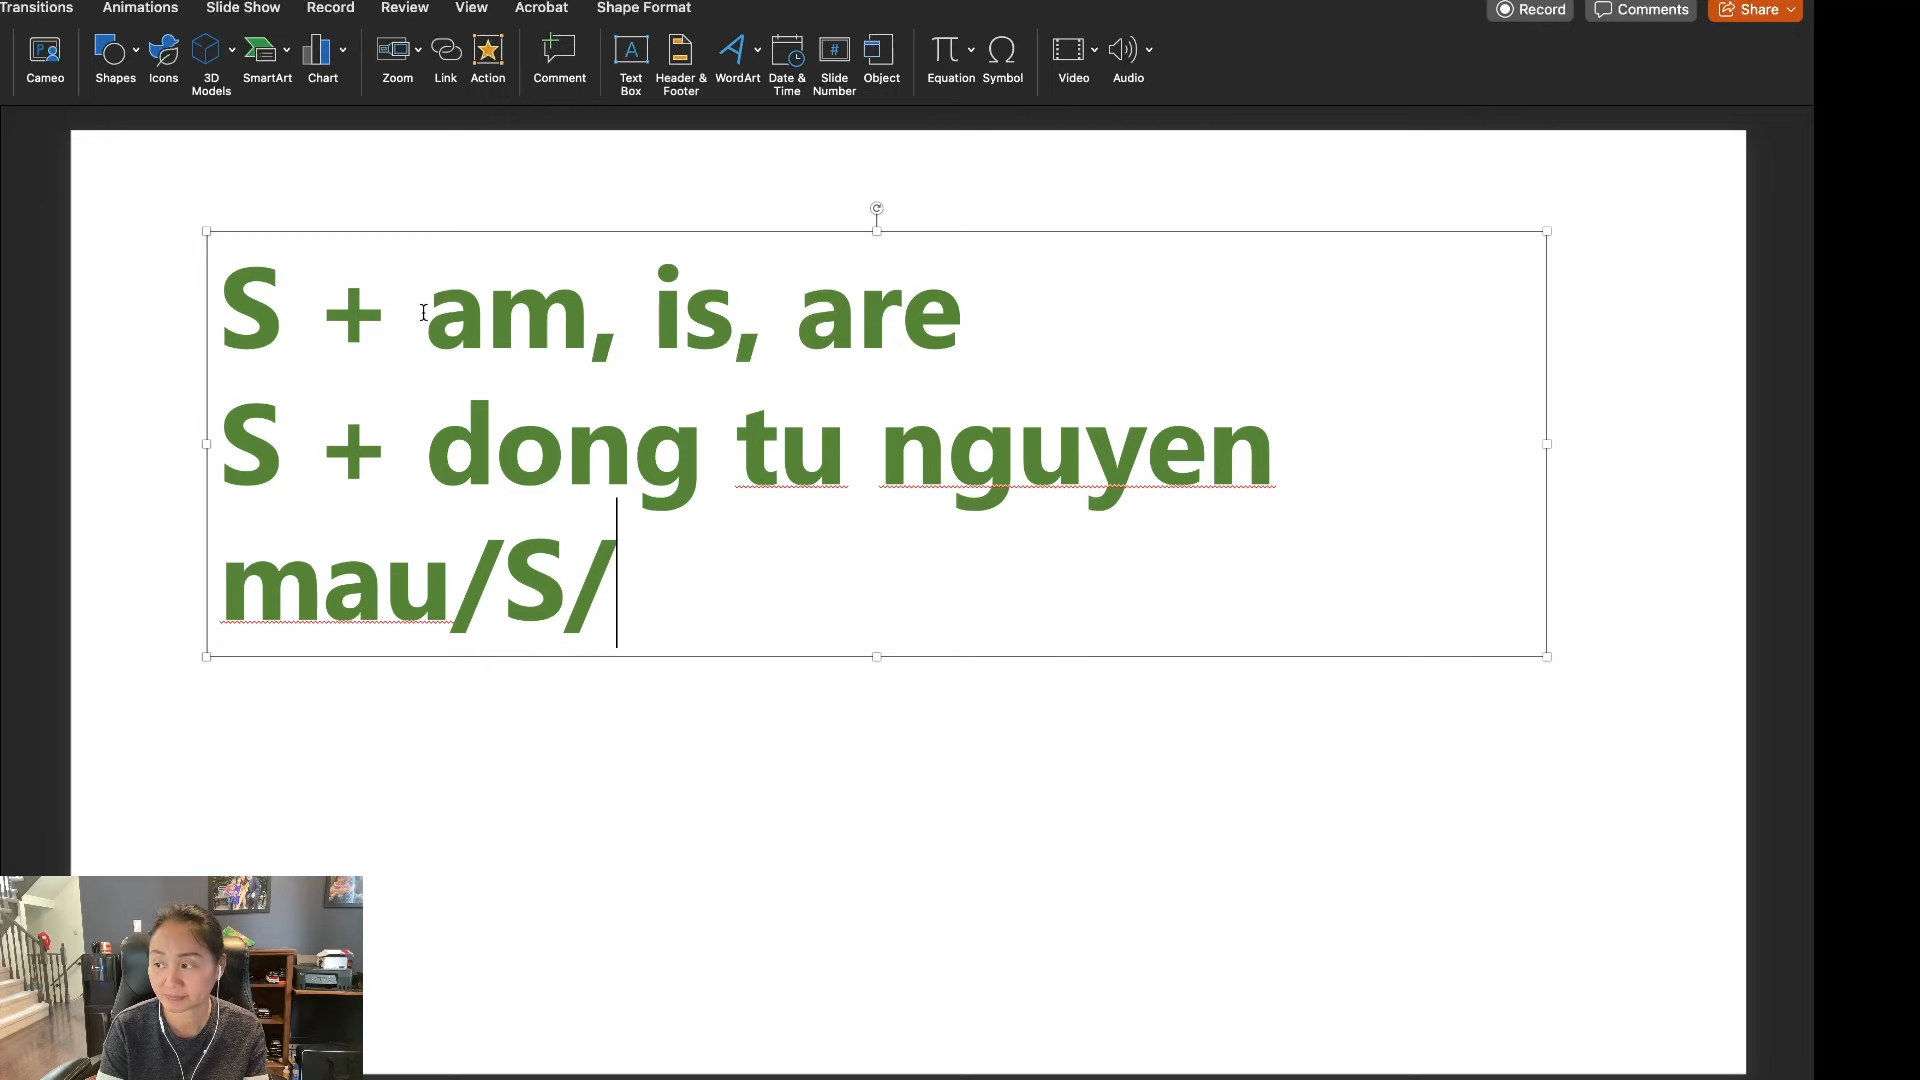 Transitions Animations Slide Show Record Review View Acrobat Shape Format Record Comments Share
Cameo Shapes Icons 3D Models SmartArt Chart Zoom Link Action Comment Text Box Header & Footer WordArt Date & Time Slide Number Object Equation Symbol Video Audio
S + am, is, are
S + dong tu nguyen
mau/S/